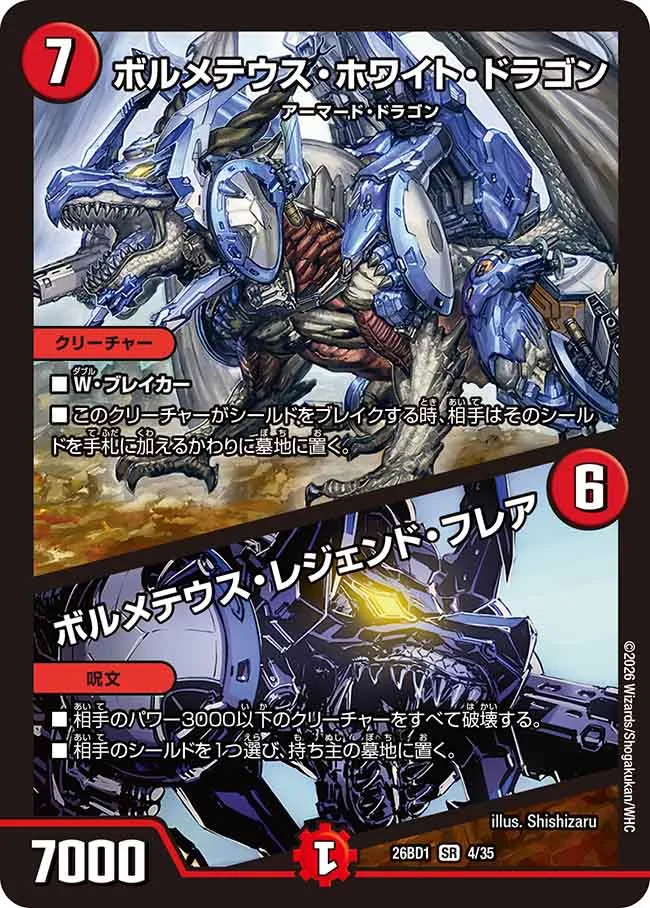 7
ボルメテウス・ホワイト・ドラゴン
アーマード・ドラゴン
クリーチャー
■W・ブレイカー
■このクリーチャーがシールドをブレイクする時、相手はそのシール
ドを手札に加えるかわりに墓地に置く。
6
ボルメテウス・レジェンド・フレア
呪文
■相手のパワー3000以下のクリーチャーをすべて破壊する。
■相手のシールドを1つ選び、持ち主の墓地に置く。
©2026 Wizards/Shogakukan/WHC
illus. Shishizaru
7000
1
26BD1 SR 4/35